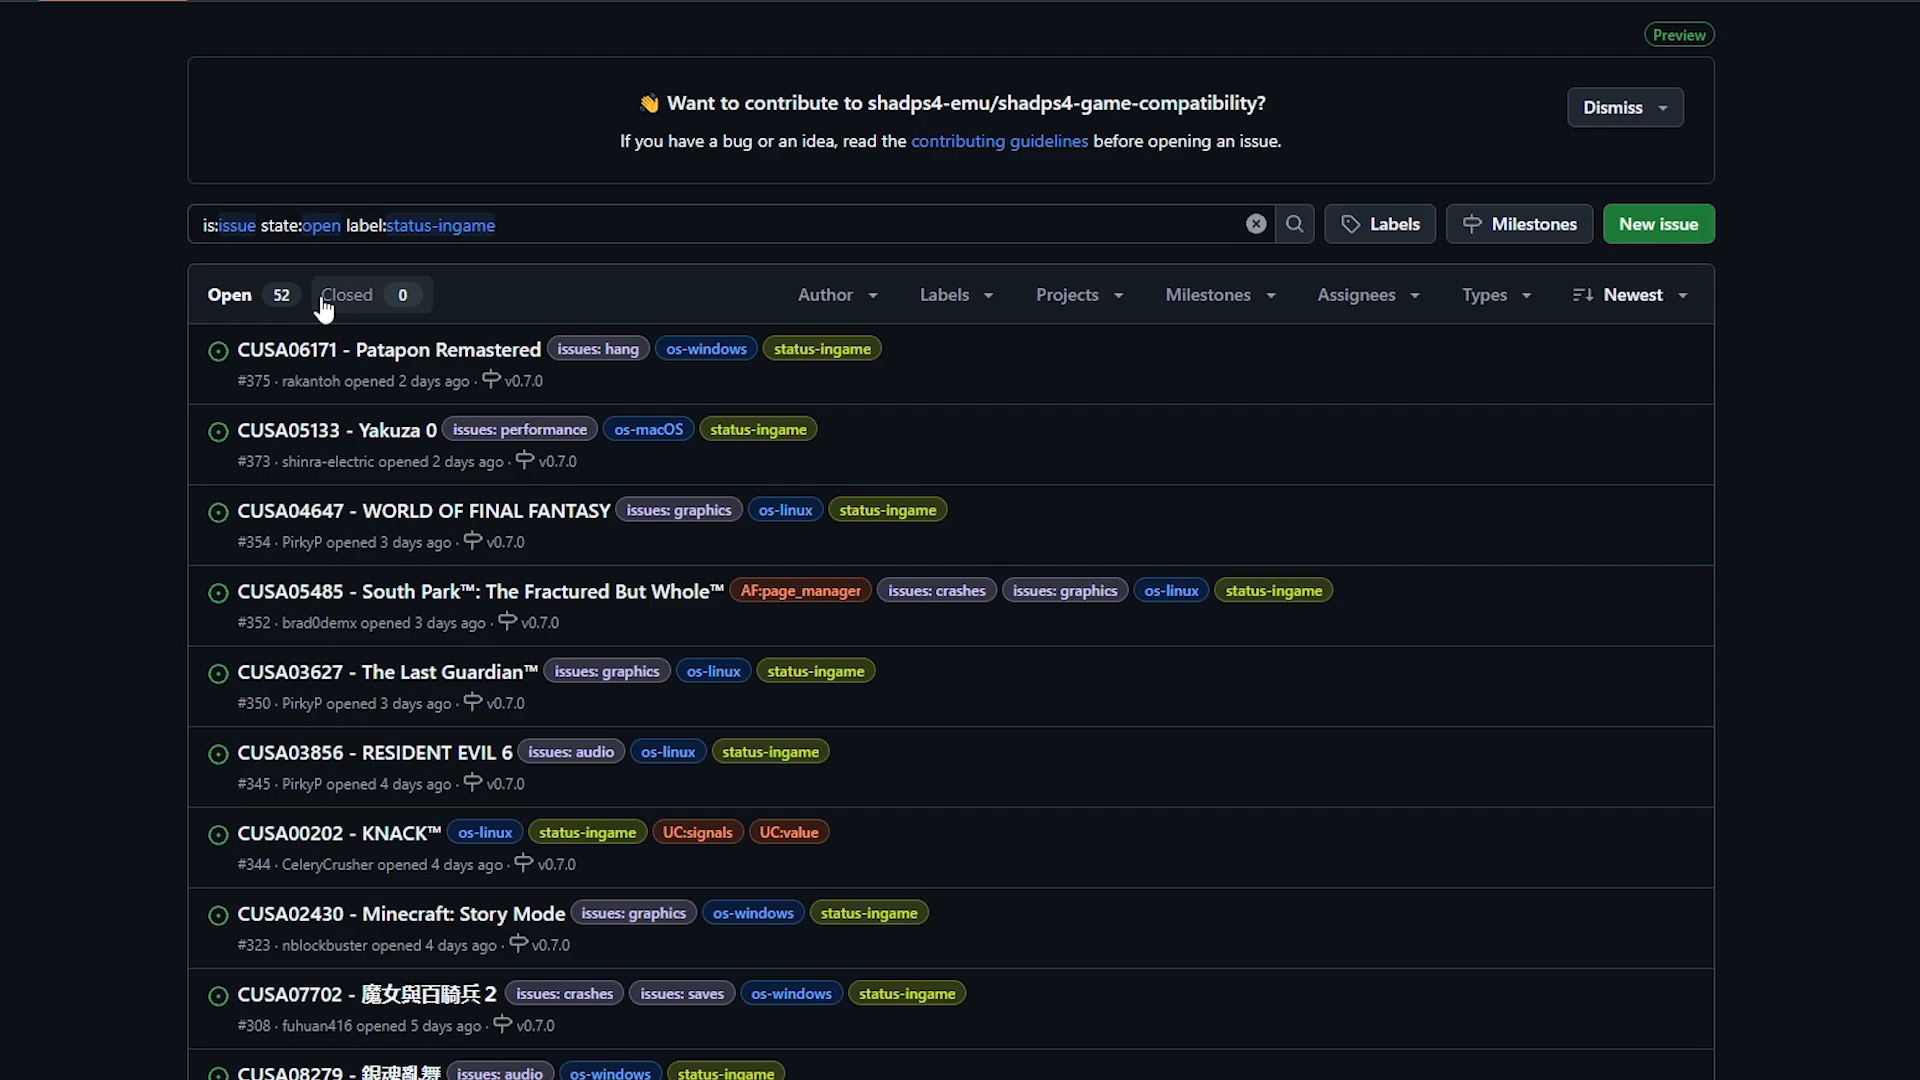 Preview
👋 Want to contribute to shadps4-emu/shadps4-game-compatibility?
Dismiss
If you have a bug or an idea, read the contributing guidelines before opening an issue.
is:issue state:open label:status-ingame
Labels
Milestones
New issue
Open 52 Closed 0 Author Labels Projects Milestones Assignees Types Newest
CUSA06171 - Patapon Remastered issues: hang os-windows status-ingame
#375 · rakantoh opened 2 days ago · v0.7.0
CUSA05133 - Yakuza 0 issues: performance os-macOS status-ingame
#373 · shinra-electric opened 2 days ago · v0.7.0
CUSA04647 - WORLD OF FINAL FANTASY issues: graphics os-linux status-ingame
#354 · PirkyP opened 3 days ago · v0.7.0
CUSA05485 - South Park™: The Fractured But Whole™ AF:page_manager issues: crashes issues: graphics os-linux status-ingame
#352 · brad0demx opened 3 days ago · v0.7.0
CUSA03627 - The Last Guardian™ issues: graphics os-linux status-ingame
#350 · PirkyP opened 3 days ago · v0.7.0
CUSA03856 - RESIDENT EVIL 6 issues: audio os-linux status-ingame
#345 · PirkyP opened 4 days ago · v0.7.0
CUSA00202 - KNACK™ os-linux status-ingame UC:signals UC:value
#344 · CeleryCrusher opened 4 days ago · v0.7.0
CUSA02430 - Minecraft: Story Mode issues: graphics os-windows status-ingame
#323 · nblockbuster opened 4 days ago · v0.7.0
CUSA07702 - 魔女與百騎兵2 issues: crashes issues: saves os-windows status-ingame
#308 · fuhuan416 opened 5 days ago · v0.7.0
CUSA08279 - 銀魂亂舞 issues: audio os-windows status-ingame